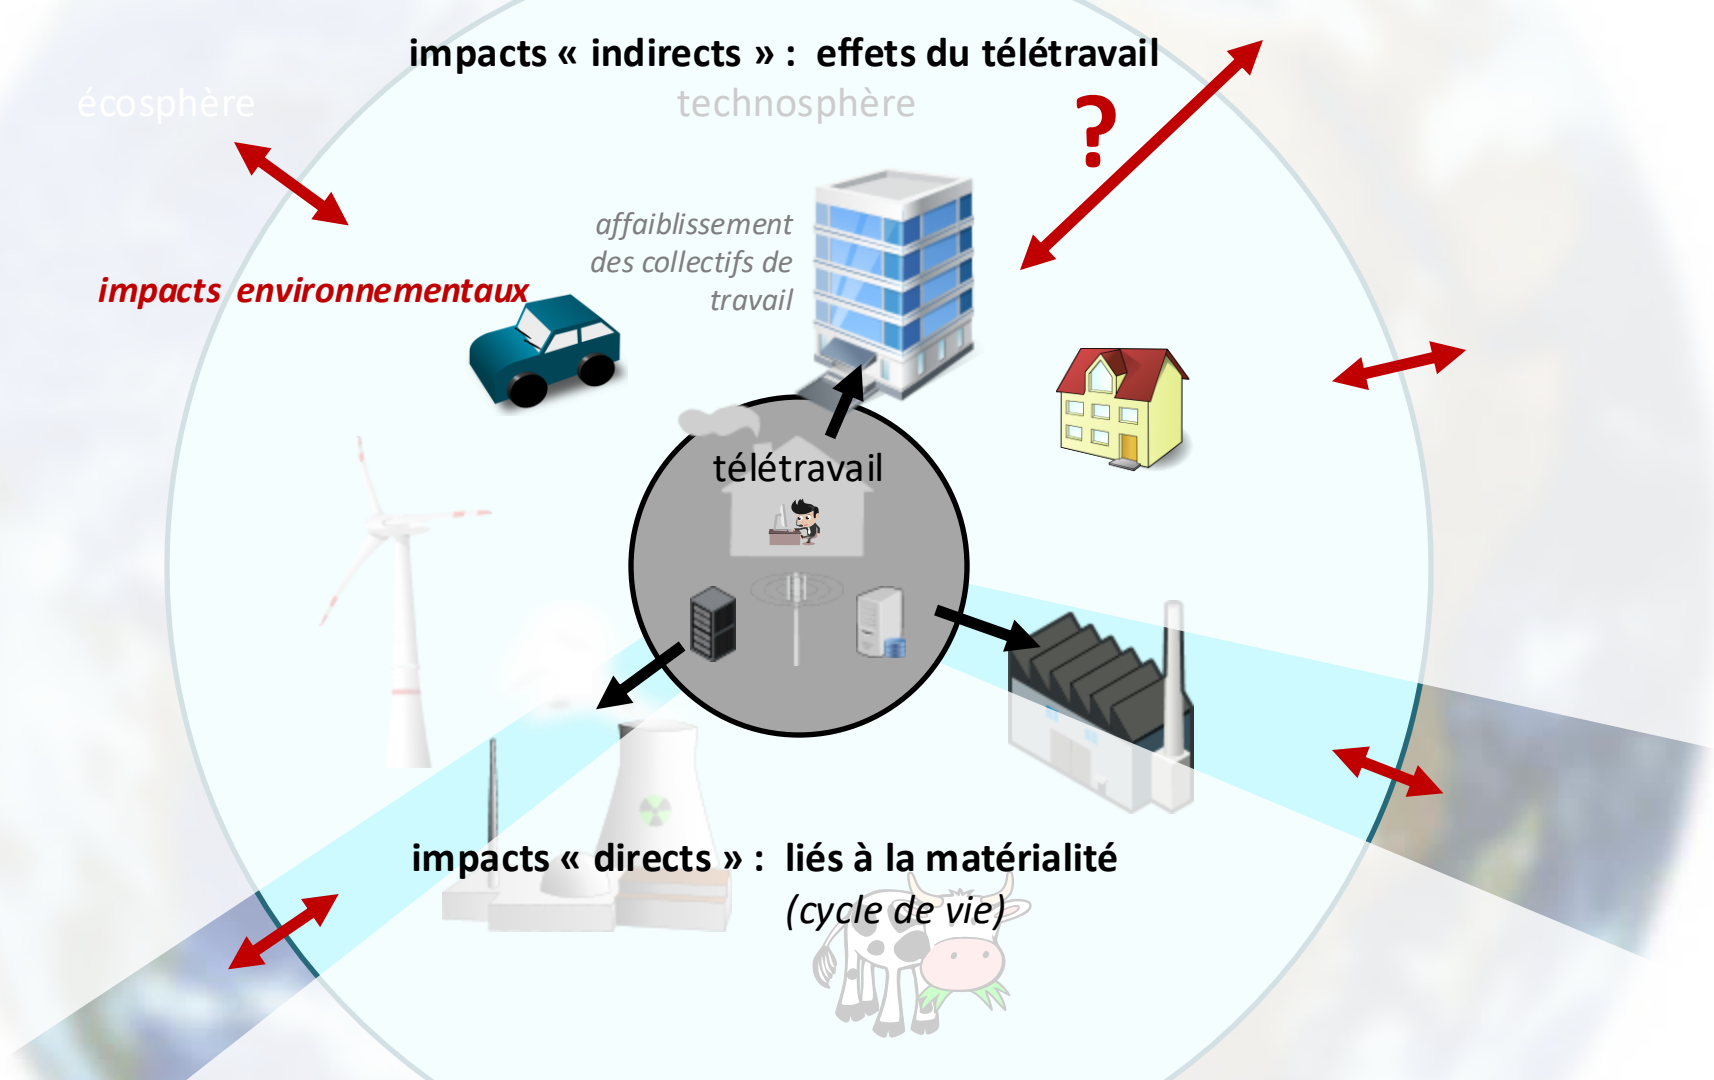 impacts « indirects » : effets du télétravail
écosphère
technosphère
?
affaiblissement
des collectifs de
travail
impacts environnementaux
télétravail
impacts « directs » : liés à la matérialité
(cycle de vie)